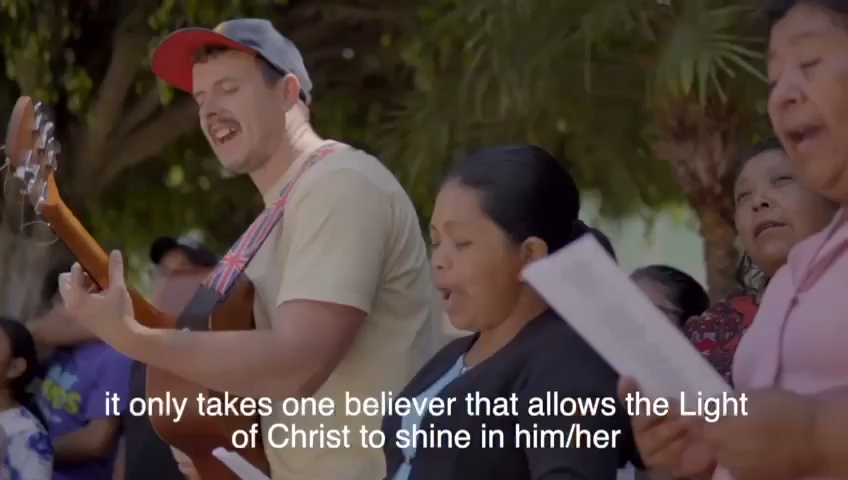 it only takes one believer that allows the Light
of Christ to shine in him/her